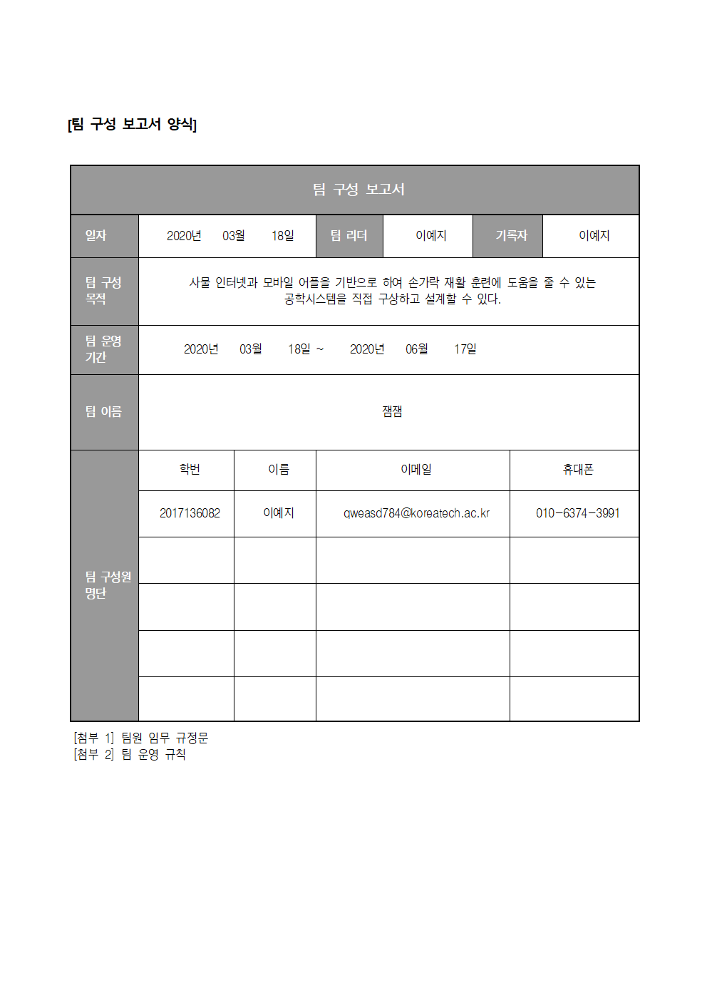 [팀 구성 보고서 양식]
팀 구성 보고서
일자 2020년 03월 18일 팀 리더 이예지 기록자 이예지
팀 구성
목적
사물 인터넷과 모바일 어플을 기반으로 하여 손가락 재활 훈련에 도움을 줄 수 있는
공학시스템을 직접 구상하고 설계할 수 있다.
팀 운영
기간
2020년 03월 18일 ~ 2020년 06월 17일
팀 이름 잼잼
팀 구성원
명단
학번 이름 이메일 휴대폰
2017136082 이예지 qweasd784@koreatech.ac.kr 010-6374-3991
[첨부 1] 팀원 임무 규정문
[첨부 2] 팀 운영 규칙